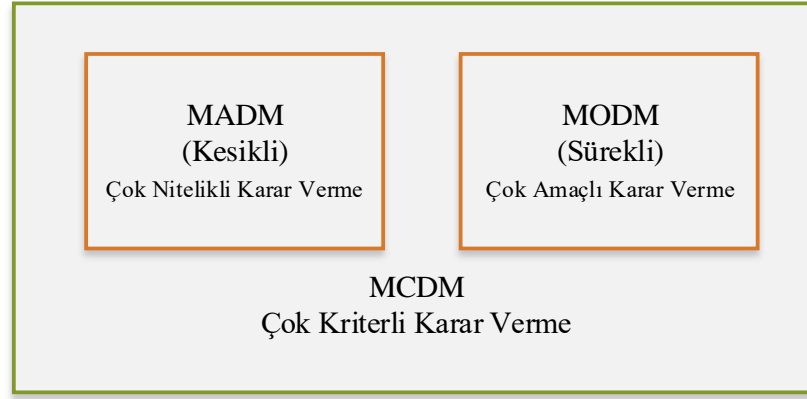 MADM
(Kesikli)
Çok Nitelikli Karar Verme
MODM
(Sürekli)
Çok Amaçlı Karar Verme
MCDM
Çok Kriterli Karar Verme